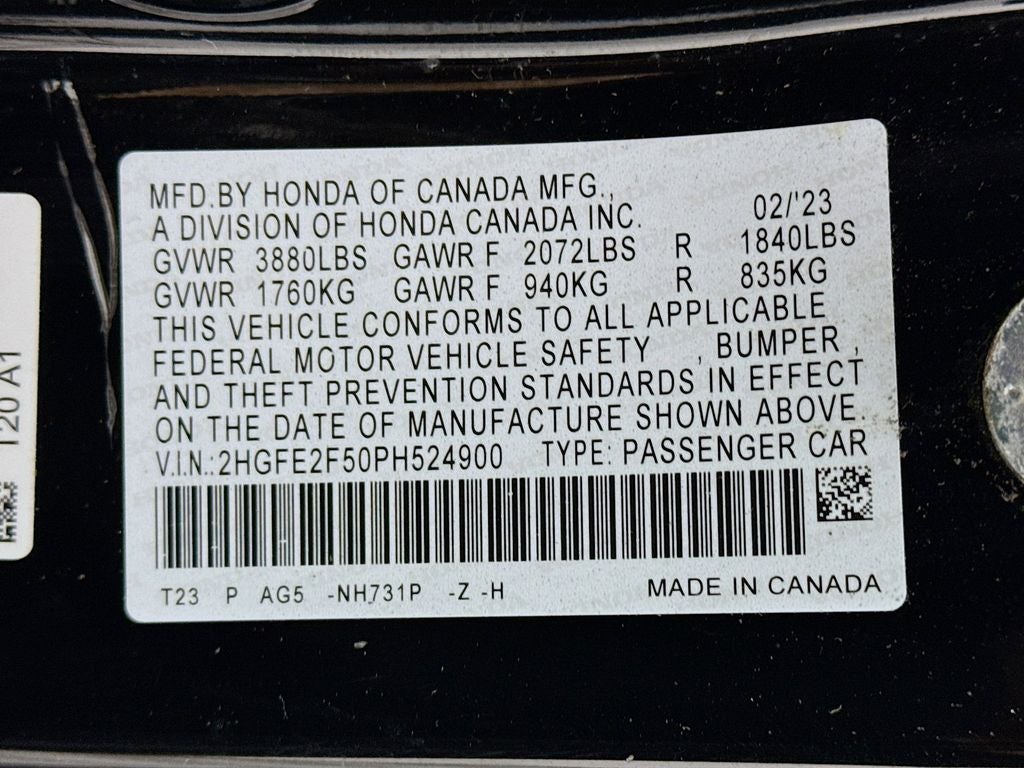 MFD.BY HONDA OF CANADA MFG.,
A DIVISION OF HONDA CANADA INC. 02/'23
GVWR 3880LBS GAWR F 2072LBS R 1840LBS
GVWR 1760KG GAWR F 940KG R 835KG
THIS VEHICLE CONFORMS TO ALL APPLICABLE
FEDERAL MOTOR VEHICLE SAFETY , BUMPER ,
AND THEFT PREVENTION STANDARDS IN EFFECT
ON THE DATE OF MANUFACTURE SHOWN ABOVE.
V.I.N.:2HGFE2F50PH524900 TYPE: PASSENGER CAR
T23 P AG5 -NH731P -Z -H MADE IN CANADA
120 A1